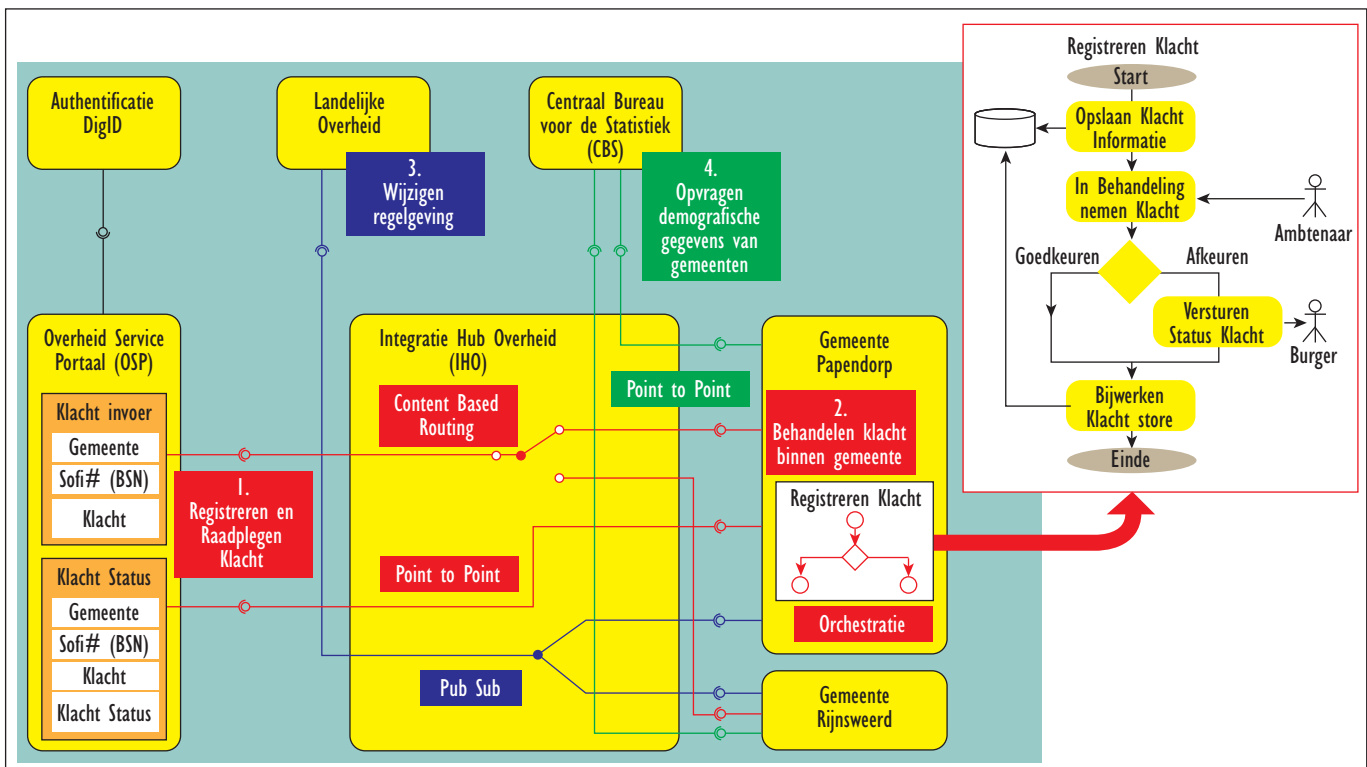 Authentificatie
DigID
Landelijke
Overheid
Centraal Bureau
voor de Statistiek
(CBS)
3.
Wijzigen
regelgeving
4.
Opvragen
demografische
gegevens van
gemeenten
Overheid Service
Portaal (OSP)
Klacht invoer
Gemeente
Sofi# (BSN)
Klacht
Klacht Status
Gemeente
Sofi# (BSN)
Klacht
Klacht Status
1.
Registreren en
Raadplegen
Klacht
Integratie Hub Overheid
(IHO)
Content Based
Routing
Point to Point
Pub Sub
Point to Point
Gemeente
Papendorp
2.
Behandelen klacht
binnen gemeente
Registreren Klacht
Orchestratie
Gemeente
Rijnsweerd
Registreren Klacht
Start
Opslaan Klacht
Informatie
In Behandeling
nemen Klacht
Ambtenaar
Goedkeuren
Afkeuren
Versturen
Status Klacht
Burger
Bijwerken
Klacht store
Einde